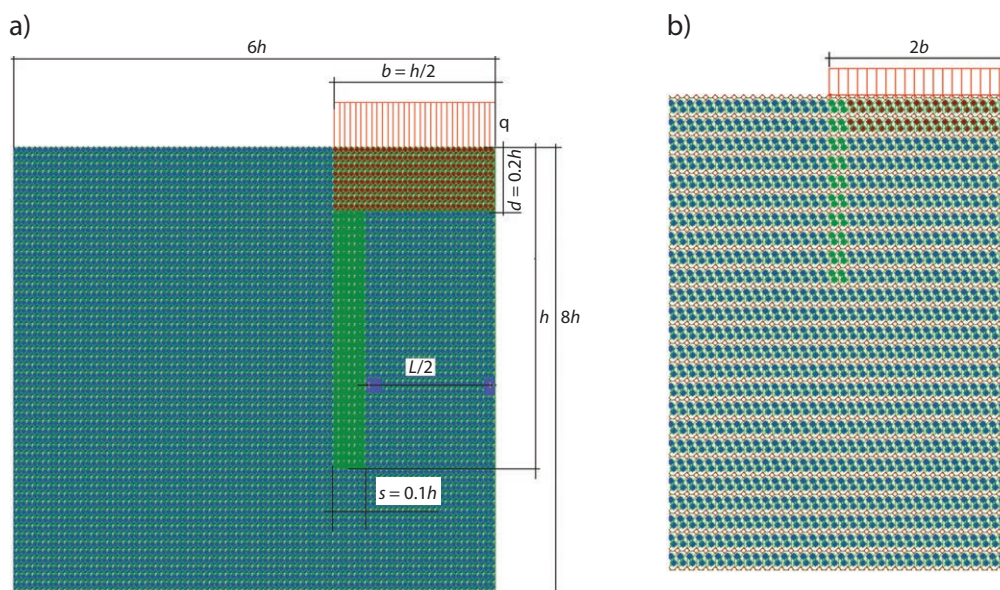 a)
6h
b = h/2
q
d = 0.2h
h
8h
L/2
s = 0.1h
b)
2b